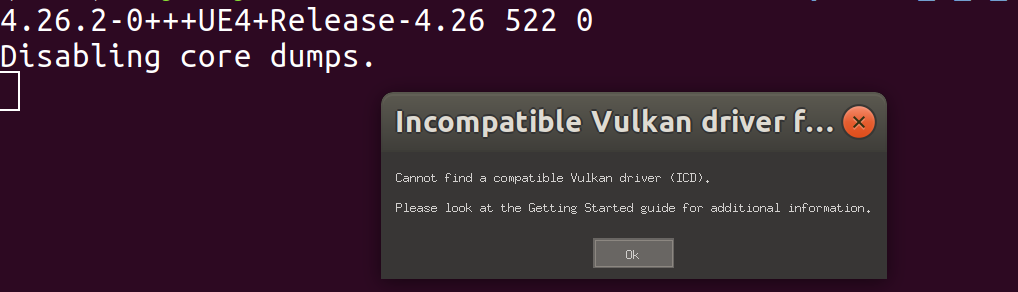 4.26.2-0+++UE4+Release-4.26 522 0
Disabling core dumps.
Incompatible Vulkan driver f...
Cannot find a compatible Vulkan driver (ICD).
Please look at the Getting Started guide for additional information.
Ok